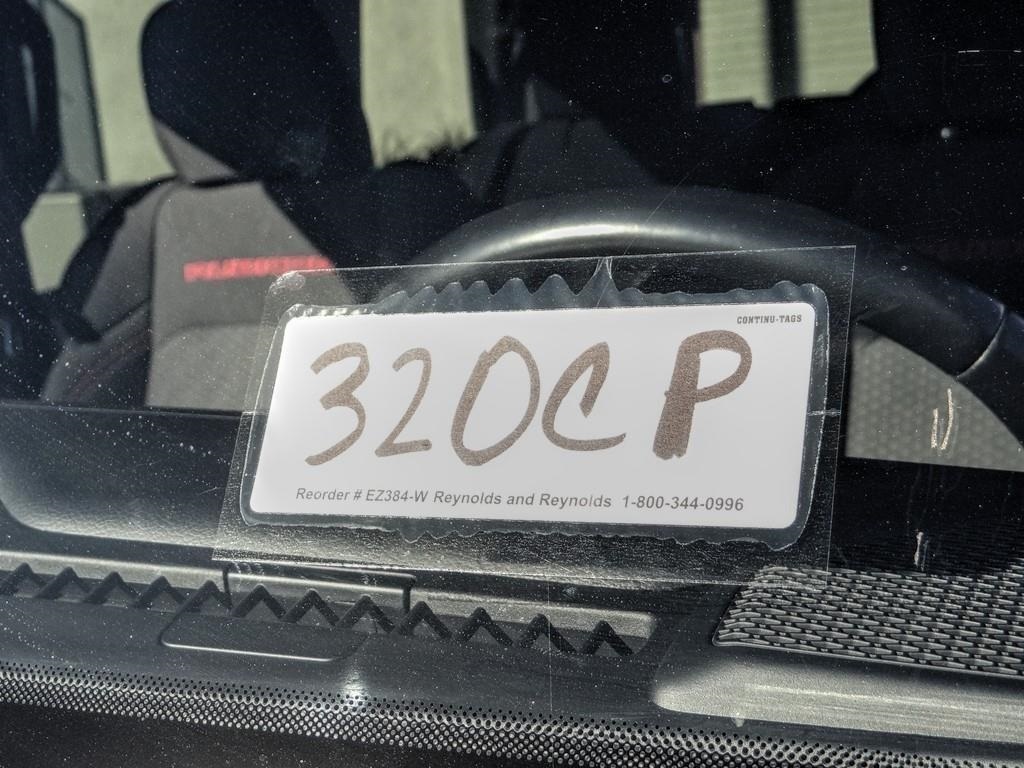 CONTINU-TAGS
320CP
Reorder # EZ384-W Reynolds and Reynolds 1-800-344-0996